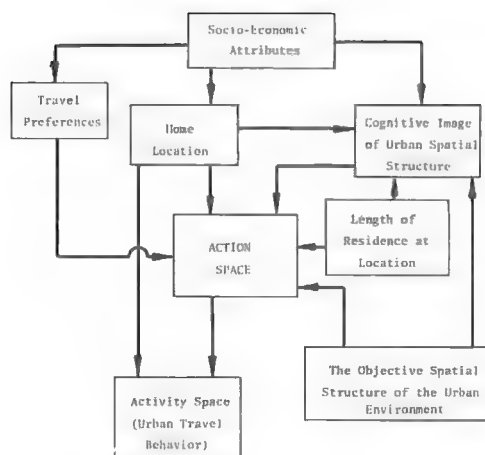 Socio-Economic
Attributes
Travel
Preferences
Home
Location
Cognitive Image
of Urban Spatial
Structure
Length of
Residence at
Location
ACTION
SPACE
The Objective Spatial
Structure of the Urban
Environment
Activity Space
(Urban Travel
Behavior)